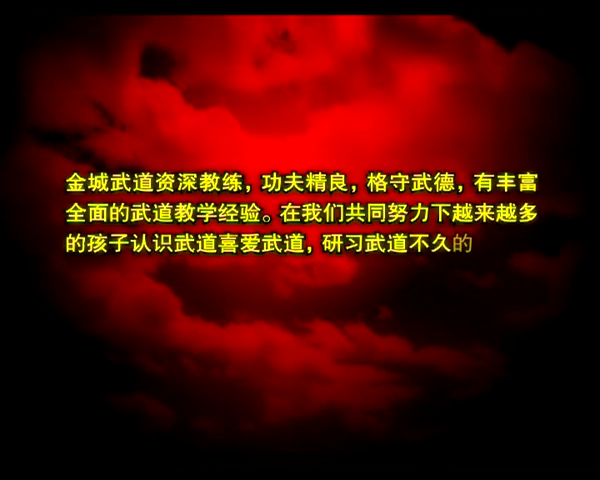 金城武道资深教练，功夫精良，格守武德，有丰富
全面的武道教学经验。在我们共同努力下越来越多
的孩子认识武道喜爱武道，研习武道不久的